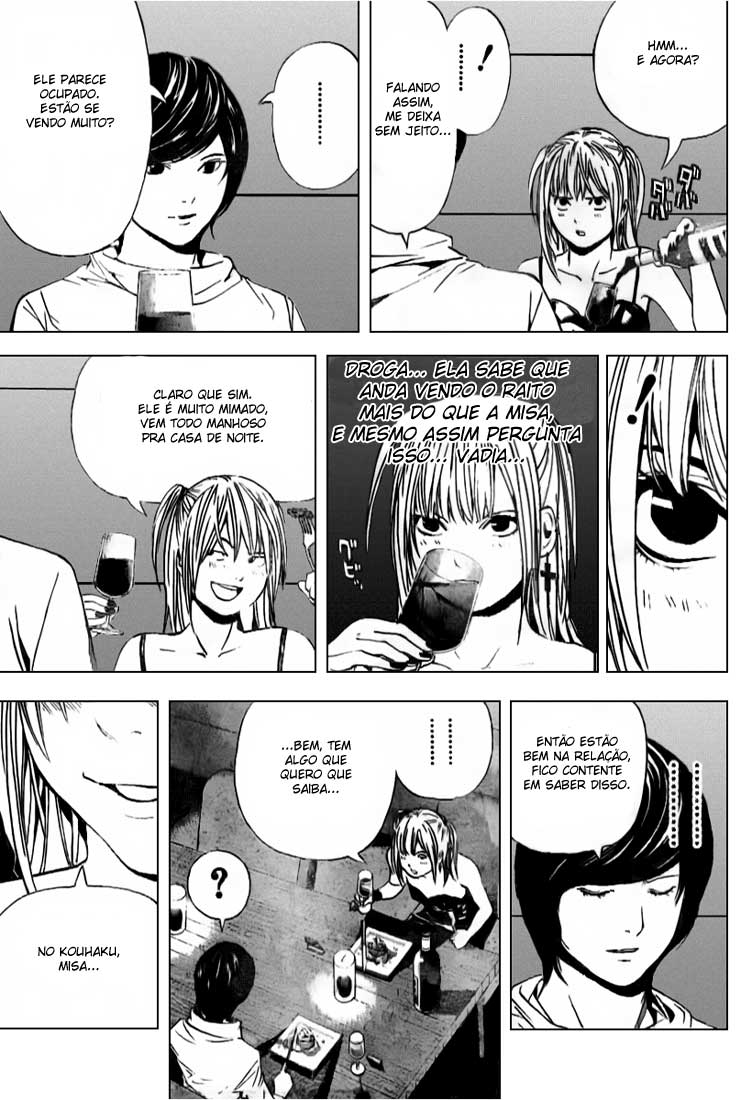 HMM...
E AGORA?
!
FALANDO
ASSIM,
ME DEIXA
SEM JEITO...
ELE PARECE
OCUPADO.
ESTÃO SE
VENDO MUITO?
!
DROGA... ELA SABE QUE
ANDA VENDO O RAITO
MAIS DO QUE A MISA,
E MESMO ASSIM PERGUNTA
ISSO... VADIA...
CLARO QUE SIM.
ELE É MUITO MIMADO,
VEM TODO MANHOSO
PRA CASA DE NOITE.
ENTÃO ESTÃO
BEM NA RELAÇÃO,
FICO CONTENTE
EM SABER DISSO.
...BEM, TEM
ALGO QUE
QUERO QUE
SAIBA...
?
NO KOUHAKU,
MISA...